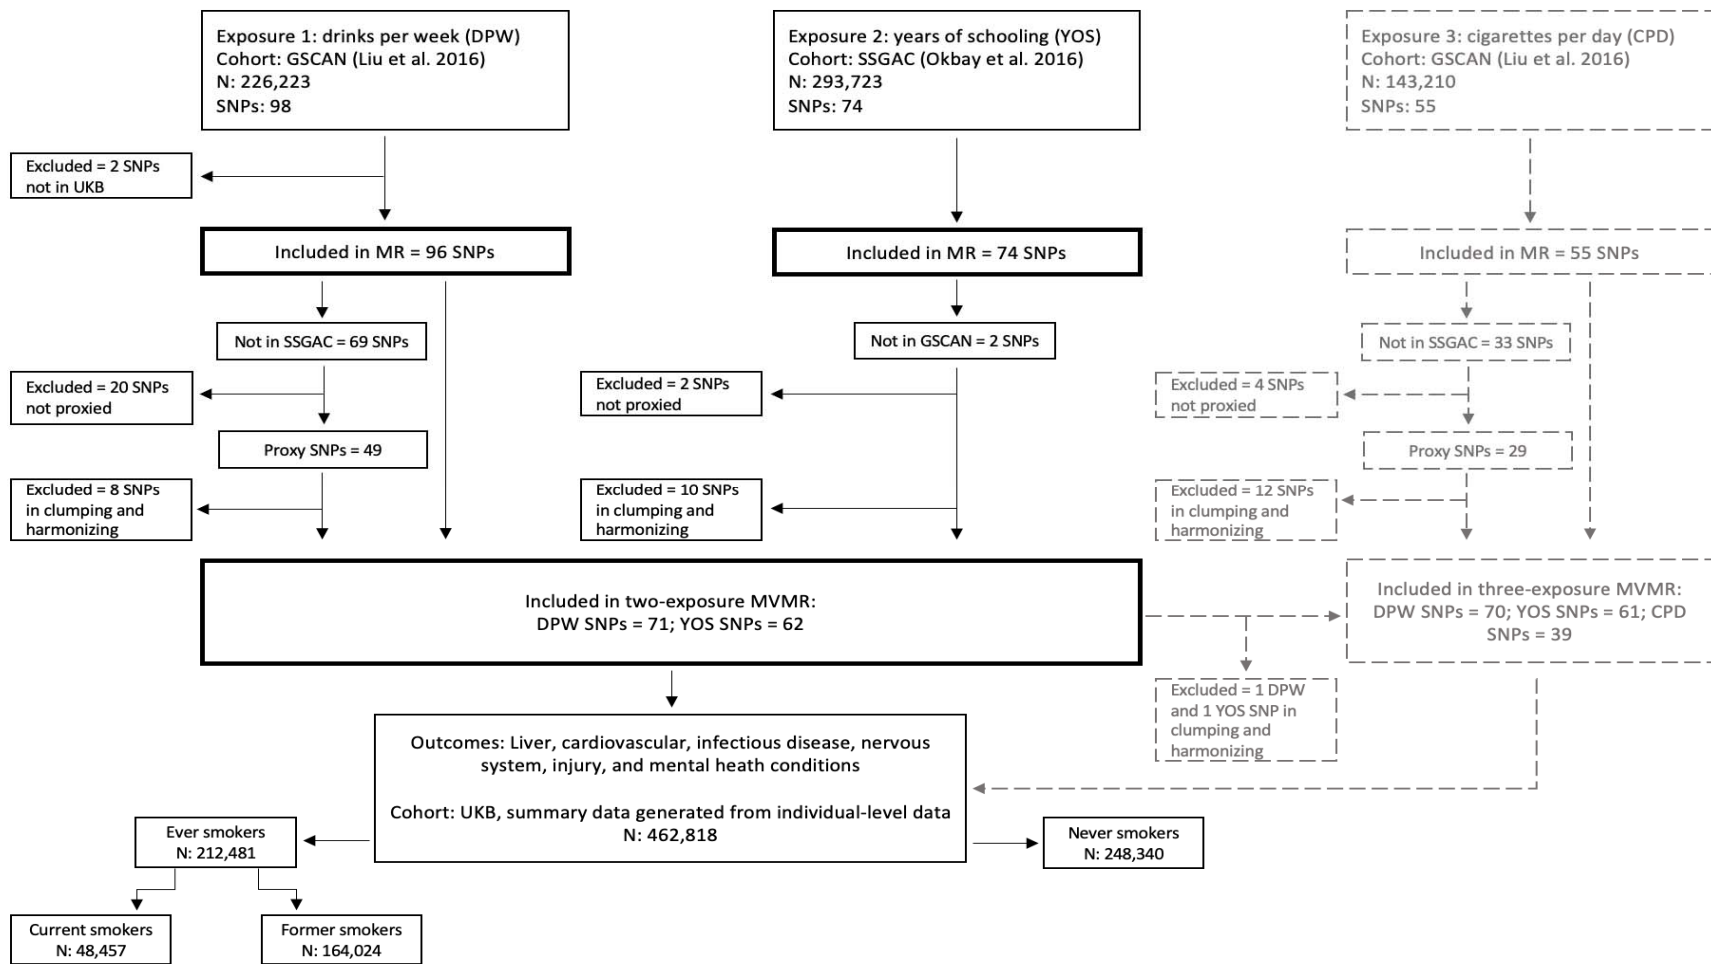 Exposure 1: drinks per week (DPW)
Cohort: GSCAN (Liu et al. 2016)
N: 226,223
SNPs: 98
Exposure 2: years of schooling (YOS)
Cohort: SSGAC (Okbay et al. 2016)
N: 293,723
SNPs: 74
Exposure 3: cigarettes per day (CPD)
Cohort: GSCAN (Liu et al. 2016)
N: 143,210
SNPs: 55
Excluded = 2 SNPs
not in UKB
Included in MR = 96 SNPs
Included in MR = 74 SNPs
Included in MR = 55 SNPs
Not in SSGAC = 69 SNPs
Not in GSCAN = 2 SNPs
Not in SSGAC = 33 SNPs
Excluded = 20 SNPs
not proxied
Excluded = 2 SNPs
not proxied
Excluded = 4 SNPs
not proxied
Proxy SNPs = 49
Proxy SNPs = 29
Excluded = 8 SNPs
in clumping and
harmonizing
Excluded = 10 SNPs
in clumping and
harmonizing
Excluded = 12 SNPs
in clumping and
harmonizing
Included in two-exposure MVMR:
DPW SNPs = 71; YOS SNPs = 62
Included in three-exposure MVMR:
DPW SNPs = 70; YOS SNPs = 61; CPD
SNPs = 39
Excluded = 1 DPW
and 1 YOS SNP in
clumping and
harmonizing
Outcomes: Liver, cardiovascular, infectious disease, nervous
system, injury, and mental heath conditions
Cohort: UKB, summary data generated from individual-level data
N: 462,818
Ever smokers
N: 212,481
Never smokers
N: 248,340
Current smokers
N: 48,457
Former smokers
N: 164,024